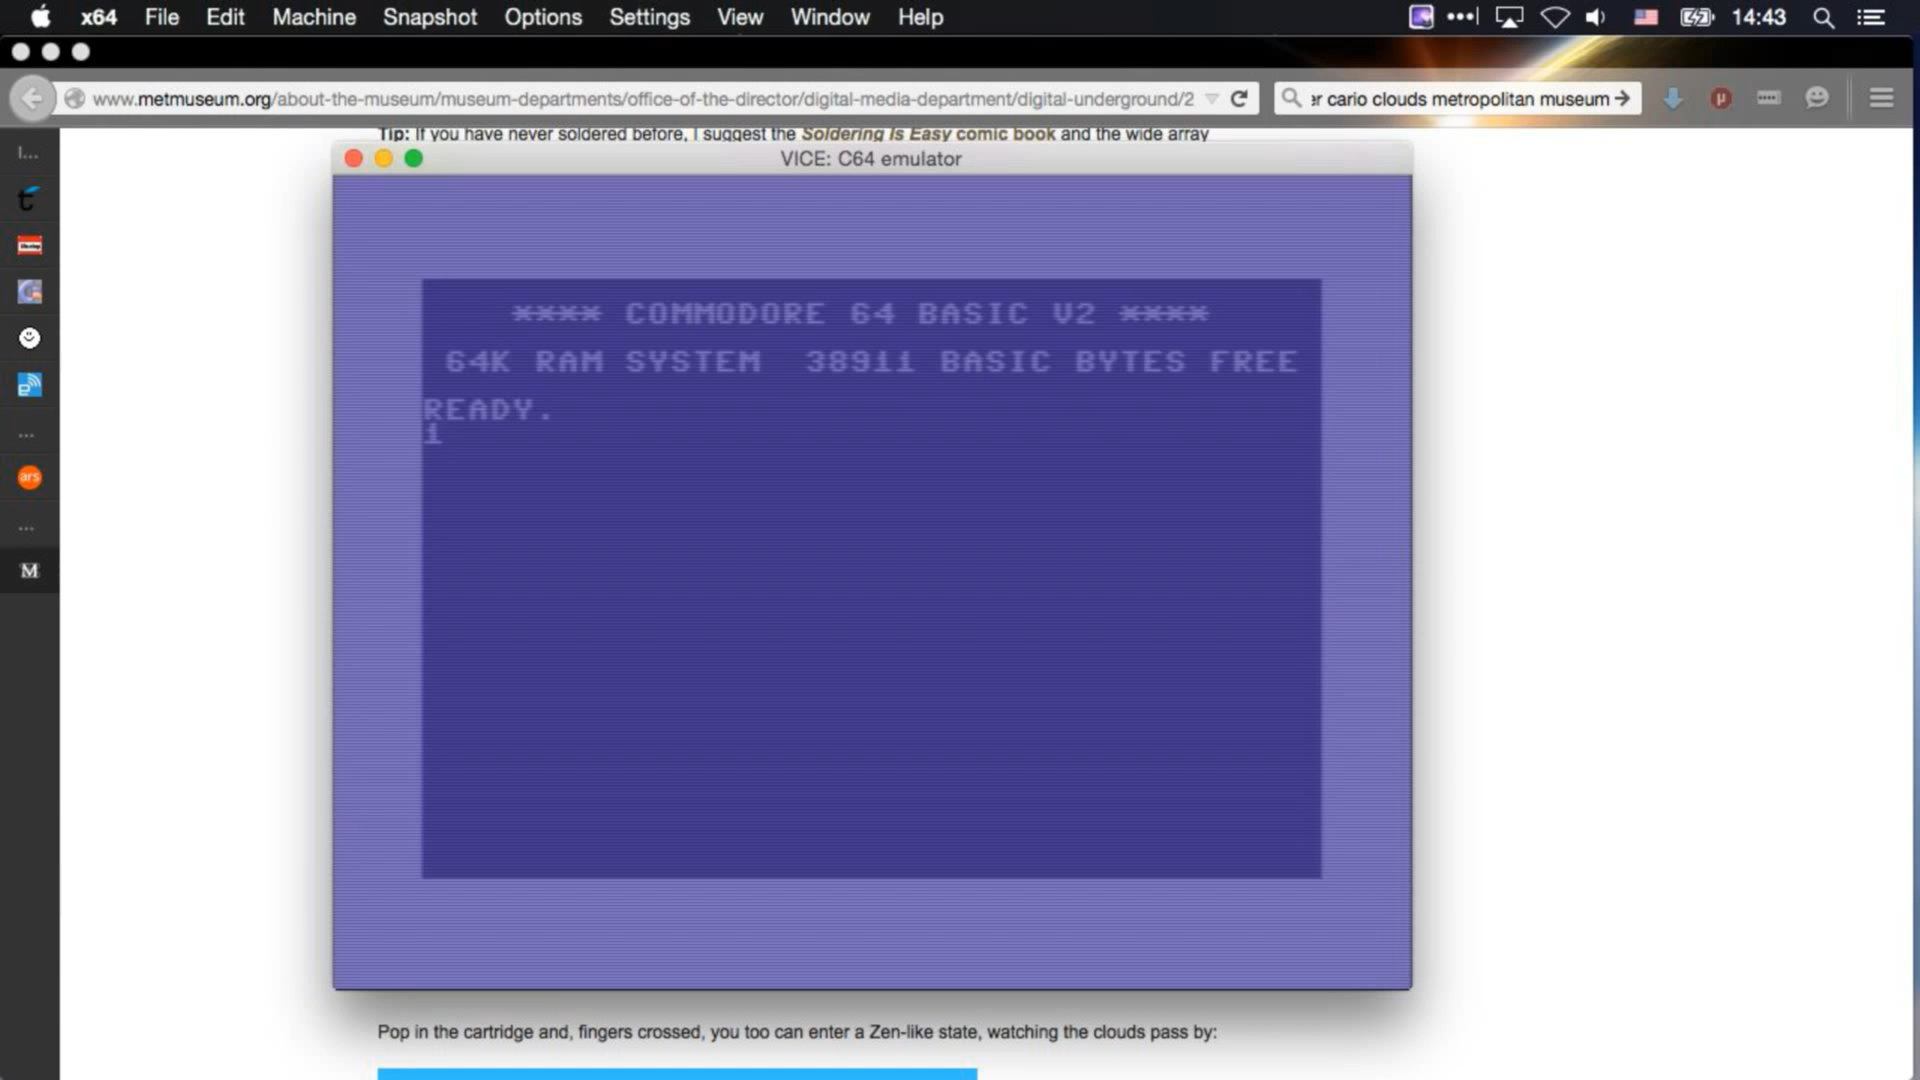 x64 File Edit Machine Snapshot Options Settings View Window Help 14:43
www.metmuseum.org/about-the-museum/museum-departments/office-of-the-director/digital-media-department/digital-underground/2 er cario clouds metropolitan museum
Tip: If you have never soldered before, I suggest the Soldering Is Easy comic book and the wide array
VICE: C64 emulator
**** COMMODORE 64 BASIC V2 ****
64K RAM SYSTEM 38911 BASIC BYTES FREE
READY.
1
ars
M
Pop in the cartridge and, fingers crossed, you too can enter a Zen-like state, watching the clouds pass by: